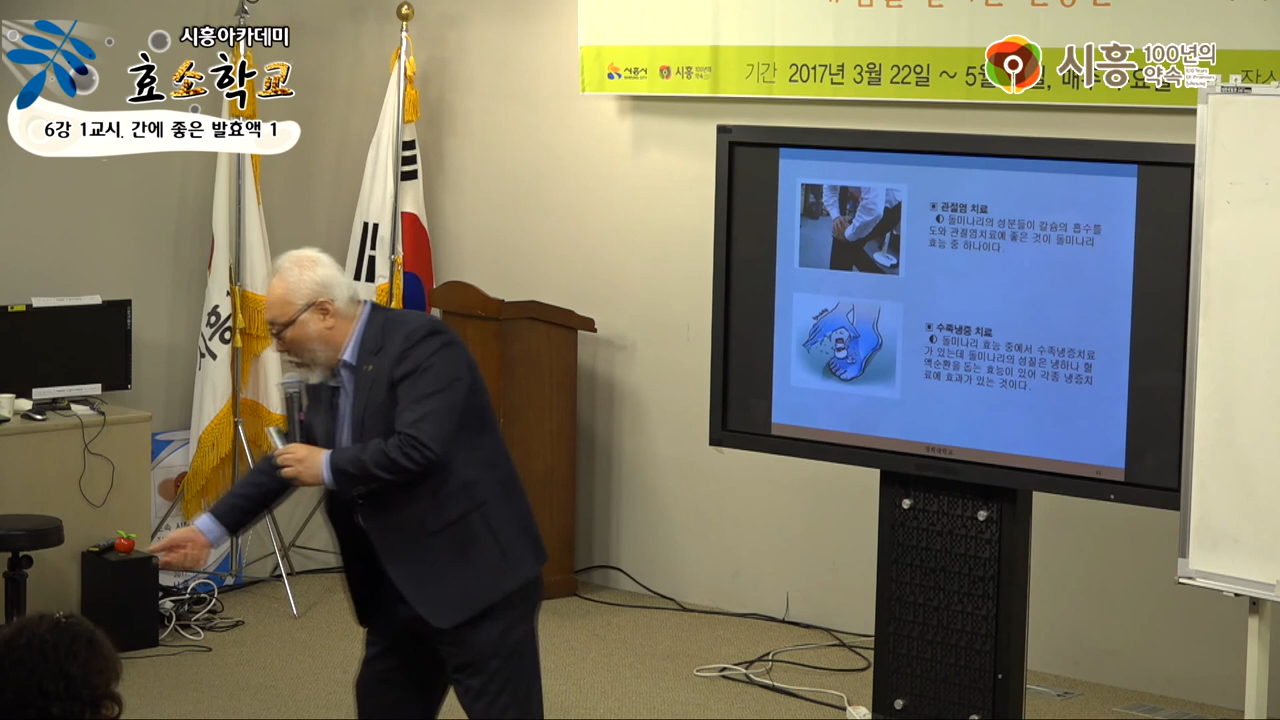 시흥아카데미
효소학교
6강 1교시. 간에 좋은 발효액 1
시흥시
시흥
기간 2017년 3월 22일 ~ 5월
시흥 100년의
약속
▣ 관절염 치료
◐ 돌미나리의 성분들이 칼슘의 흡수를
도와 관절염치료에 좋은 것이 돌미나리
효능 중 하나이다.
▣ 수족냉증 치료
◐ 돌미나리 효능 중에서 수족냉증치료
가 있는데 돌미나리의 성질은 냉하나 혈
액순환을 돕는 효능이 있어 각종 냉증치
료에 효과가 있는 것이다.